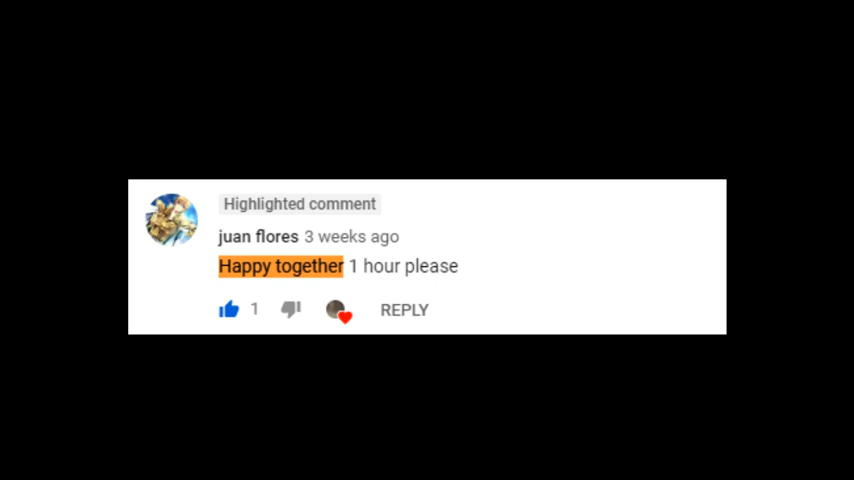 Highlighted comment
juan flores 3 weeks ago
Happy together 1 hour please
1 REPLY